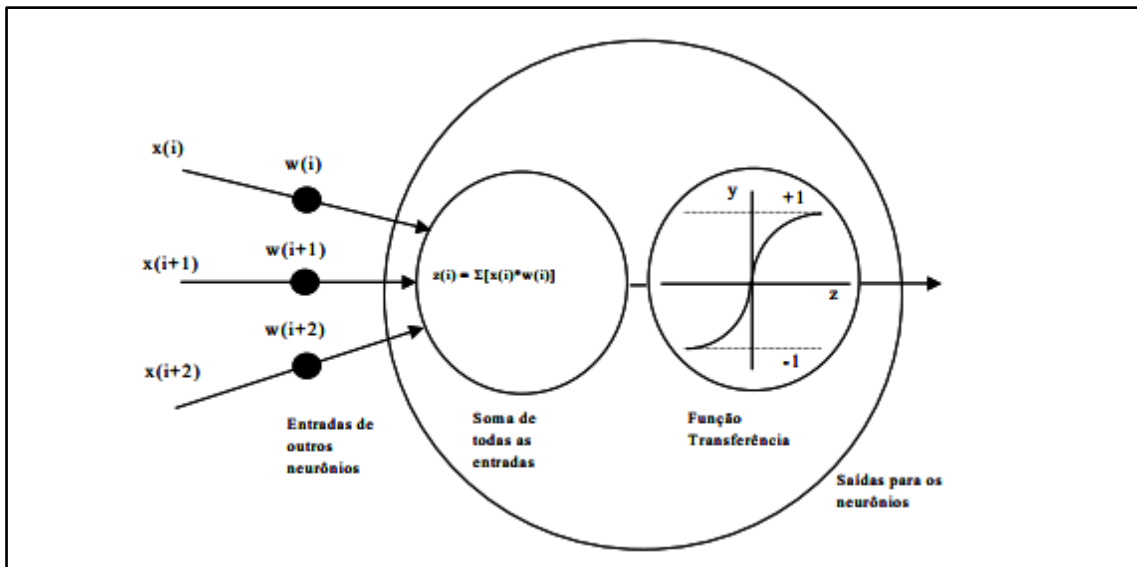 x(i)
w(i)
x(i+1)
w(i+1)
x(i+2)
w(i+2)
z(i) = Σ[x(i)*w(i)]
y
+1
z
-1
Entradas de
outros
neurônios
Soma de
todas as
entradas
Função
Transferência
Saídas para os
neurônios